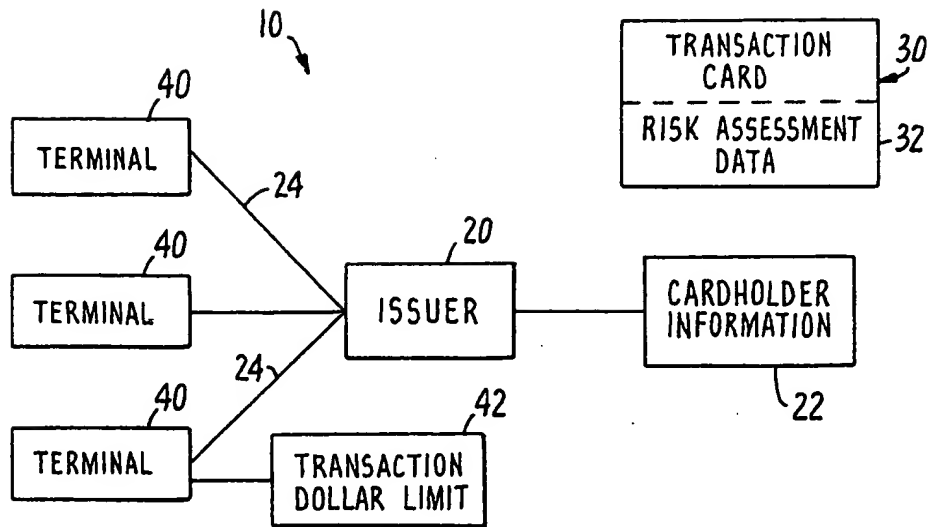 10
TRANSACTION
CARD
30
RISK ASSESSMENT
DATA
32
40
TERMINAL
24
40
TERMINAL
20
ISSUER
CARDHOLDER
INFORMATION
22
24
40
TERMINAL
42
TRANSACTION
DOLLAR LIMIT